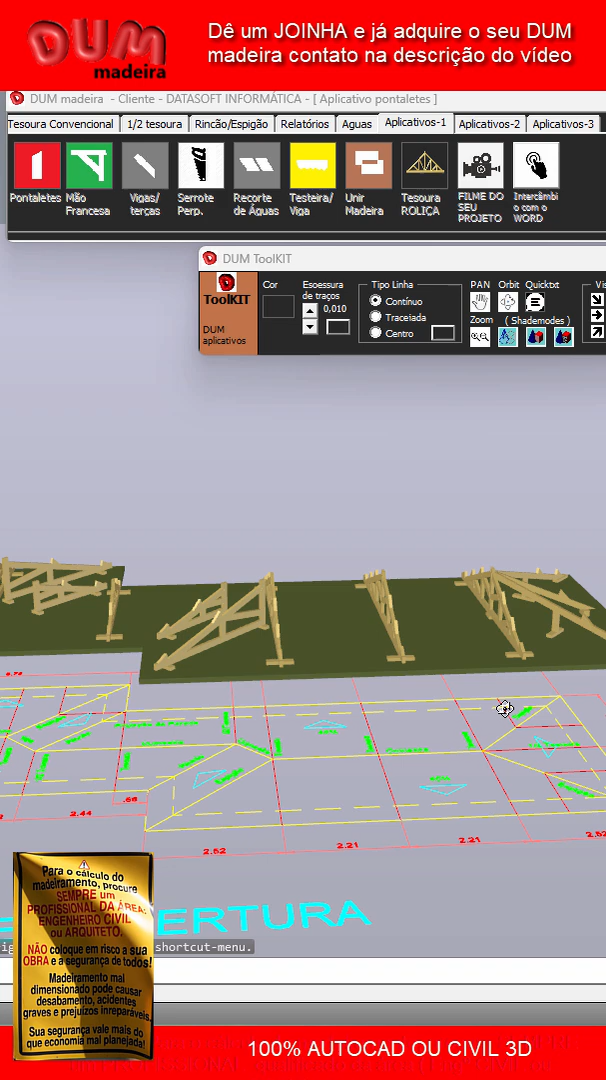 DUM
madeira
Dê um JOINHA e já adquire o seu DUM
madeira contato na descrição do vídeo
DUM madeira - Cliente - DATASOFT INFORMÁTICA - [ Aplicativo pontaletes ]
Tesoura Convencional
1/2 tesoura
Rincão/Espigão
Relatórios
Aguas
Aplicativos-1
Aplicativos-2
Aplicativos-3
Pontaletes
Mão
Francesa
Vigas/
terças
Serrote
Perp.
Recorte
de Águas
Testeira/
Viga
Unir
Madeira
Tesoura
ROLIÇA
FILME DO
SEU
PROJETO
Intercâmbi
o com o
WORD
DUM ToolKIT
ToolKIT
DUM
aplicativos
Cor
Espessura
de traços
0,010
Tipo Linha
Contínuo
Tracejada
Centro
PAN
Orbit
Quicktxt
Zoom
( Shademodes )
Vis
2.44
.66
2.52
2.21
2.21
ERTURA
shortcut-menu.
Para o cálculo do
madeiramento, procure
SEMPRE um
PROFISSIONAL DA ÁREA:
ENGENHEIRO CIVIL
ou ARQUITETO.
NÃO coloque em risco a sua
OBRA e a segurança de todos!
Madeiramento mal
dimensionado pode causar
desabamento, acidentes
graves e prejuízos irreparáveis.
Sua segurança vale mais do
que economia mal planejada!
100% AUTOCAD OU CIVIL 3D